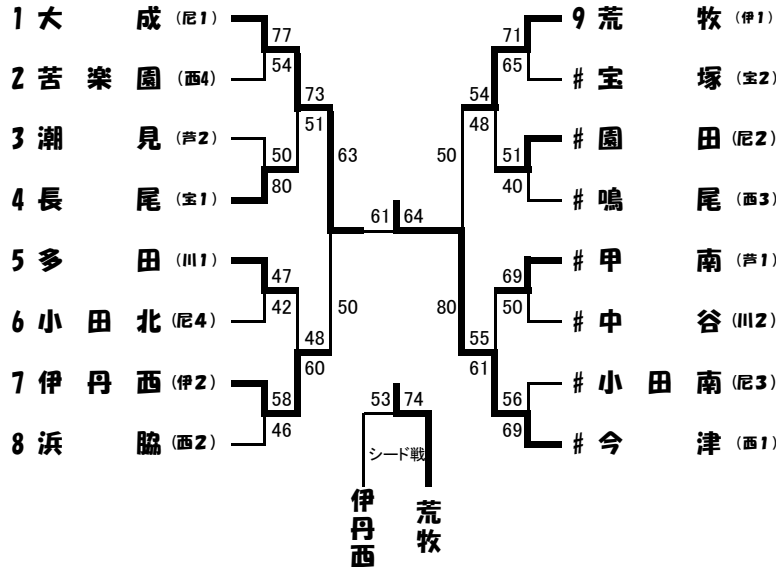 1 大成 (尼1)
77
54
2 苦楽園 (西4)
73
51
3 潮見 (芦2)
50
80
4 長尾 (宝1)
63
50
5 多田 (川1)
47
42
6 小田北 (尼4)
48
60
7 伊丹西 (伊2)
58
46
8 浜脇 (西2)
61 64
9 荒牧 (伊1)
71
65
# 宝塚 (宝2)
54
48
# 園田 (尼2)
51
40
# 鳴尾 (西3)
50
80
# 甲南 (芦1)
69
50
# 中谷 (川2)
55
61
# 小田南 (尼3)
56
69
# 今津 (西1)
53 74
シード戦
伊丹西
荒牧